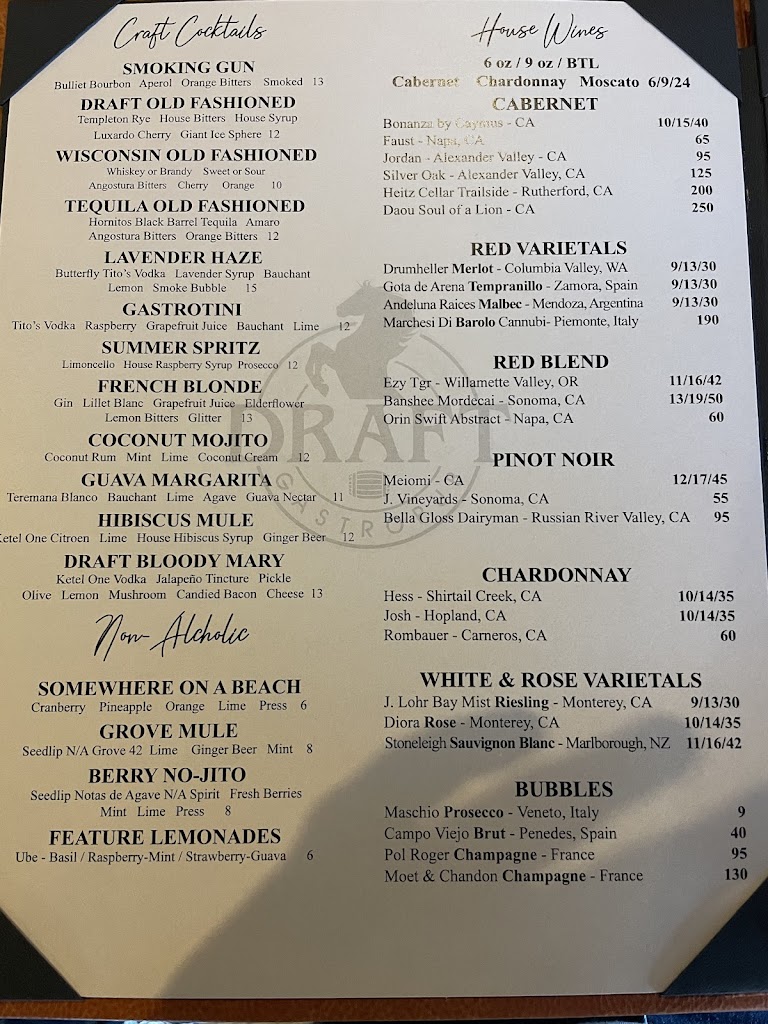 Craft Cocktails
SMOKING GUN
Bulliet Bourbon Aperol Orange Bitters Smoked 13
DRAFT OLD FASHIONED
Templeton Rye House Bitters House Syrup
Luxardo Cherry Giant Ice Sphere 12
WISCONSIN OLD FASHIONED
Whiskey or Brandy Sweet or Sour
Angostura Bitters Cherry Orange 10
TEQUILA OLD FASHIONED
Hornitos Black Barrel Tequila Amaro
Angostura Bitters Orange Bitters 12
LAVENDER HAZE
Butterfly Tito's Vodka Lavender Syrup Bauchant
Lemon Smoke Bubble 15
GASTROTINI
Tito's Vodka Raspberry Grapefruit Juice Bauchant Lime 12
SUMMER SPRITZ
Limoncello House Raspberry Syrup Prosecco 12
FRENCH BLONDE
Gin Lillet Blanc Grapefruit Juice Elderflower
Lemon Bitters Glitter 13
COCONUT MOJITO
Coconut Rum Mint Lime Coconut Cream 12
GUAVA MARGARITA
Teremana Blanco Bauchant Lime Agave Guava Nectar 11
HIBISCUS MULE
Ketel One Citroen Lime House Hibiscus Syrup Ginger Beer 12
DRAFT BLOODY MARY
Ketel One Vodka Jalapeño Tincture Pickle
Olive Lemon Mushroom Candied Bacon Cheese 13
Non-Alcholic
SOMEWHERE ON A BEACH
Cranberry Pineapple Orange Lime Press 6
GROVE MULE
Seedlip N/A Grove 42 Lime Ginger Beer Mint 8
BERRY NO-JITO
Seedlip Notas de Agave N/A Spirit Fresh Berries
Mint Lime Press 8
FEATURE LEMONADES
Ube - Basil / Raspberry-Mint / Strawberry-Guava 6
House Wines
6 oz / 9 oz / BTL
Cabernet Chardonnay Moscato 6/9/24
CABERNET
Bonanza by Caymus - CA 10/15/40
Faust - Napa, CA 65
Jordan - Alexander Valley - CA 95
Silver Oak - Alexander Valley, CA 125
Heitz Cellar Trailside - Rutherford, CA 200
Daou Soul of a Lion - CA 250
RED VARIETALS
Drumheller Merlot - Columbia Valley, WA 9/13/30
Gota de Arena Tempranillo - Zamora, Spain 9/13/30
Andeluna Raices Malbec - Mendoza, Argentina 9/13/30
Marchesi Di Barolo Cannubi- Piemonte, Italy 190
RED BLEND
Ezy Tgr - Willamette Valley, OR 11/16/42
Banshee Mordecai - Sonoma, CA 13/19/50
Orin Swift Abstract - Napa, CA 60
PINOT NOIR
Meiomi - CA 12/17/45
J. Vineyards - Sonoma, CA 55
Bella Gloss Dairyman - Russian River Valley, CA 95
CHARDONNAY
Hess - Shirtail Creek, CA 10/14/35
Josh - Hopland, CA 10/14/35
Rombauer - Carneros, CA 60
WHITE & ROSE VARIETALS
J. Lohr Bay Mist Riesling - Monterey, CA 9/13/30
Diora Rose - Monterey, CA 10/14/35
Stoneleigh Sauvignon Blanc - Marlborough, NZ 11/16/42
BUBBLES
Maschio Prosecco - Veneto, Italy 9
Campo Viejo Brut - Penedes, Spain 40
Pol Roger Champagne - France 95
Moet & Chandon Champagne - France 130
DRAFT
GASTROPUB